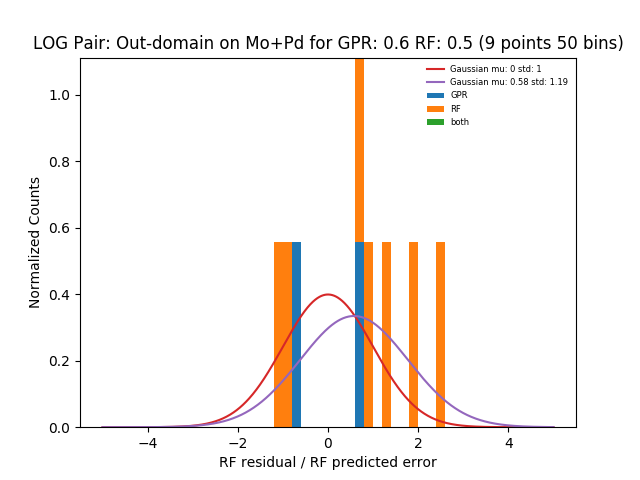 LOG Pair: Out-domain on Mo+Pd for GPR: 0.6 RF: 0.5 (9 points 50 bins)
Gaussian mu: 0 std: 1
Gaussian mu: 0.58 std: 1.19
GPR
RF
both
Normalized Counts
1.0
0.8
0.6
0.4
0.2
0.0
−4 −2 0 2 4
RF residual / RF predicted error